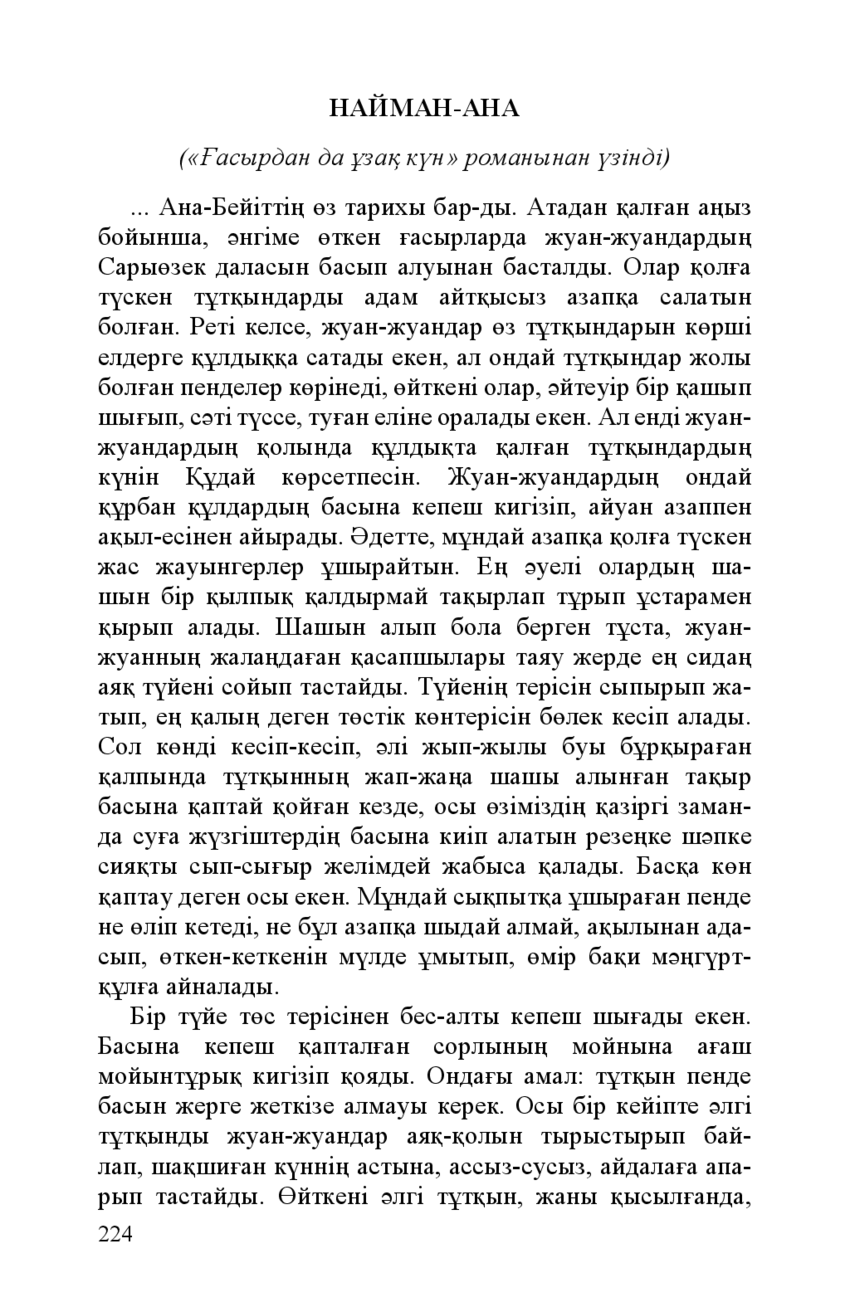 НАЙМАН-АНА
(«Ғасырдан да ұзақ күн» романынан үзінді)
... Ана-Бейіттің өз тарихы бар-ды. Атадан қалған аңыз
бойынша, әнгіме өткен ғасырларда жуан-жуандардың
Сарыөзек даласын басып алуынан басталды. Олар қолға
түскен тұтқындарды адам айтқысыз азапқа салатын
болған. Реті келсе, жуан-жуандар өз тұтқындарын көрші
елдерге құлдыққа сатады екен, ал ондай тұтқындар жолы
болған пенделер көрінеді, өйткені олар, әйтеуір бір қашып
шығып, сәті түссе, туған еліне оралады екен. Ал енді жуан-
жуандардың қолында құлдықта қалған тұтқындардың
күнін Құдай көрсетпесін. Жуан-жуандардың ондай
құрбан құлдардың басына кепеш кигізіп, айуан азаппен
ақыл-есінен айырады. Әдетте, мұндай азапқа қолға түскен
жас жауынгерлер ұшырайтын. Ең әуелі олардың ша-
шын бір қылпық қалдырмай тақырлап тұрып ұстарамен
қырып алады. Шашын алып бола берген тұста, жуан-
жуанның жалаңдаған қасапшылары таяу жерде ең сидаң
аяқ түйені сойып тастайды. Түйенің терісін сыпырып жа-
тып, ең қалың деген төстік көнтерісін бөлек кесіп алады.
Сол көнді кесіп-кесіп, әлі жып-жылы буы бұрқыраған
қалпында тұтқынның жап-жаңа шашы алынған тақыр
басына қаптай қойған кезде, осы өзіміздің қазіргі заман-
да суға жүзгіштердің басына киіп алатын резеңке шәпке
сияқты сып-сығыр желімдей жабыса қалады. Басқа көн
қаптау деген осы екен. Мұндай сықпытқа ұшыраған пенде
не өліп кетеді, не бұл азапқа шыдай алмай, ақылынан ада-
сып, өткен-кеткенін мүлде ұмытып, өмір бақи мәңгүрт-
құлға айналады.
Бір түйе төс терісінен бес-алты кепеш шығады екен.
Басына кепеш қапталған сорлының мойнына ағаш
мойынтұрық кигізіп қояды. Ондағы амал: тұтқын пенде
басын жерге жеткізе алмауы керек. Осы бір кейіпте әлгі
тұтқынды жуан-жуандар аяқ-қолын тырыстырып бай-
лап, шақшиған күннің астына, ассыз-сусыз, айдалаға апа-
рып тастайды. Өйткені әлгі тұтқын, жаны қысылғанда,
224